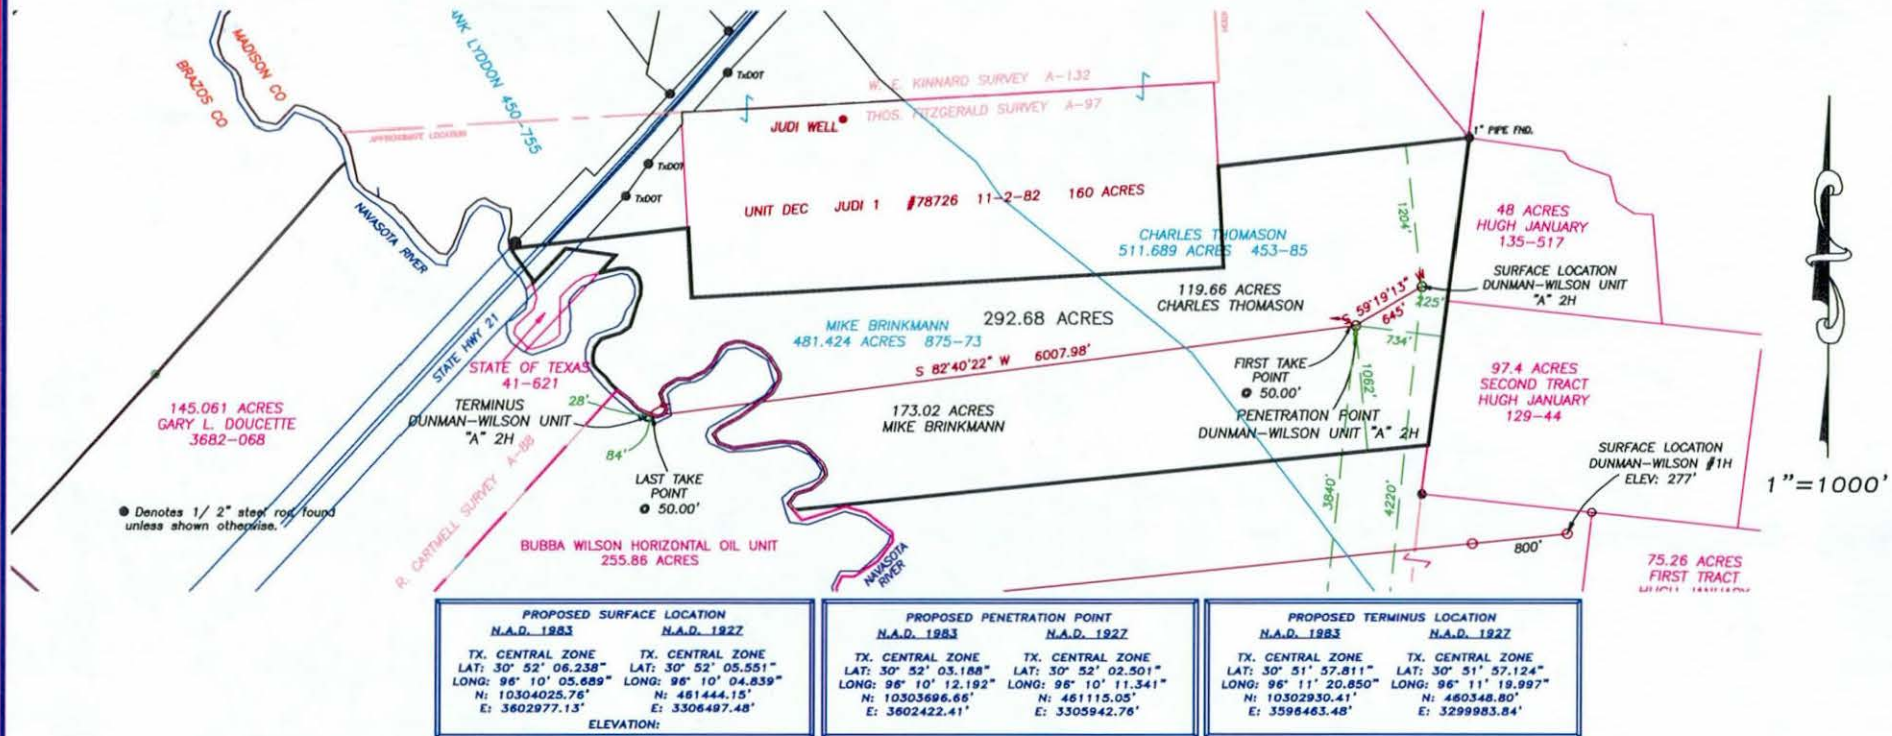 MADISON CO
BRAZOS CO
ANK LYDDON 450-755
APPROXIMATE LOCATION
NAVASOTA RIVER
STATE HWY 21
TxDOT
TxDOT
TxDOT
W. E. KINNARD SURVEY A-132
THOS. FITZGERALD SURVEY A-97
JUDI WELL
UNIT DEC JUDI 1 #78726 11-2-82 160 ACRES
1" PIPE FND.
CHARLES THOMASON
511.689 ACRES 453-85
119.66 ACRES
CHARLES THOMASON
1204'
48 ACRES
HUGH JANUARY
135-517
SURFACE LOCATION
DUNMAN-WILSON UNIT
"A" 2H
S 59°19'13" W
645'
225'
734'
MIKE BRINKMANN
481.424 ACRES 875-73
292.68 ACRES
S 82°40'22" W 6007.98'
STATE OF TEXAS
41-621
TERMINUS
DUNMAN-WILSON UNIT
"A" 2H
28'
84'
LAST TAKE
POINT
@ 50.00'
173.02 ACRES
MIKE BRINKMANN
FIRST TAKE
POINT
@ 50.00'
1062'
PENETRATION POINT
DUNMAN-WILSON UNIT "A" 2H
97.4 ACRES
SECOND TRACT
HUGH JANUARY
129-44
SURFACE LOCATION
DUNMAN-WILSON #1H
ELEV: 277'
1"=1000'
145.061 ACRES
GARY L. DOUCETTE
3682-068
Denotes 1/ 2" steel rod found
unless shown otherwise.
R. CARTMELL SURVEY A-88
BUBBA WILSON HORIZONTAL OIL UNIT
255.86 ACRES
NAVASOTA
RIVER
3840'
4220'
800'
75.26 ACRES
FIRST TRACT
HUGH JANUARY
PROPOSED SURFACE LOCATION
N.A.D. 1983 N.A.D. 1927
TX. CENTRAL ZONE TX. CENTRAL ZONE
LAT: 30° 52' 06.238" LAT: 30° 52' 05.551"
LONG: 96° 10' 05.689" LONG: 96° 10' 04.839"
N: 10304025.76' N: 461444.15'
E: 3602977.13' E: 3306497.48'
ELEVATION:
PROPOSED PENETRATION POINT
N.A.D. 1983 N.A.D. 1927
TX. CENTRAL ZONE TX. CENTRAL ZONE
LAT: 30° 52' 03.188" LAT: 30° 52' 02.501"
LONG: 96° 10' 12.192" LONG: 96° 10' 11.341"
N: 10303696.66' N: 461115.05'
E: 3602422.41' E: 3305942.76'
PROPOSED TERMINUS LOCATION
N.A.D. 1983 N.A.D. 1927
TX. CENTRAL ZONE TX. CENTRAL ZONE
LAT: 30° 51' 57.811" LAT: 30° 51' 57.124"
LONG: 96° 11' 20.850" LONG: 96° 11' 19.997"
N: 10302930.41' N: 460348.80'
E: 3596463.48' E: 3299983.84'